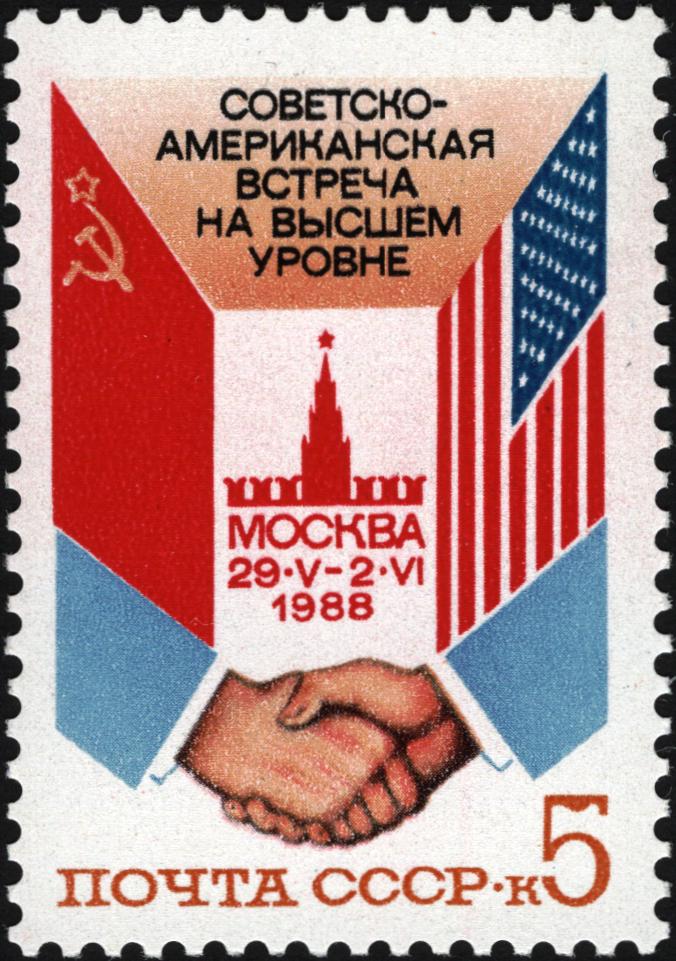 СОВЕТСКО-
АМЕРИКАНСКАЯ
ВСТРЕЧА
НА ВЫСШЕМ
УРОВНЕ
МОСКВА
29·V–2·VI
1988
ПОЧТА СССР·к5